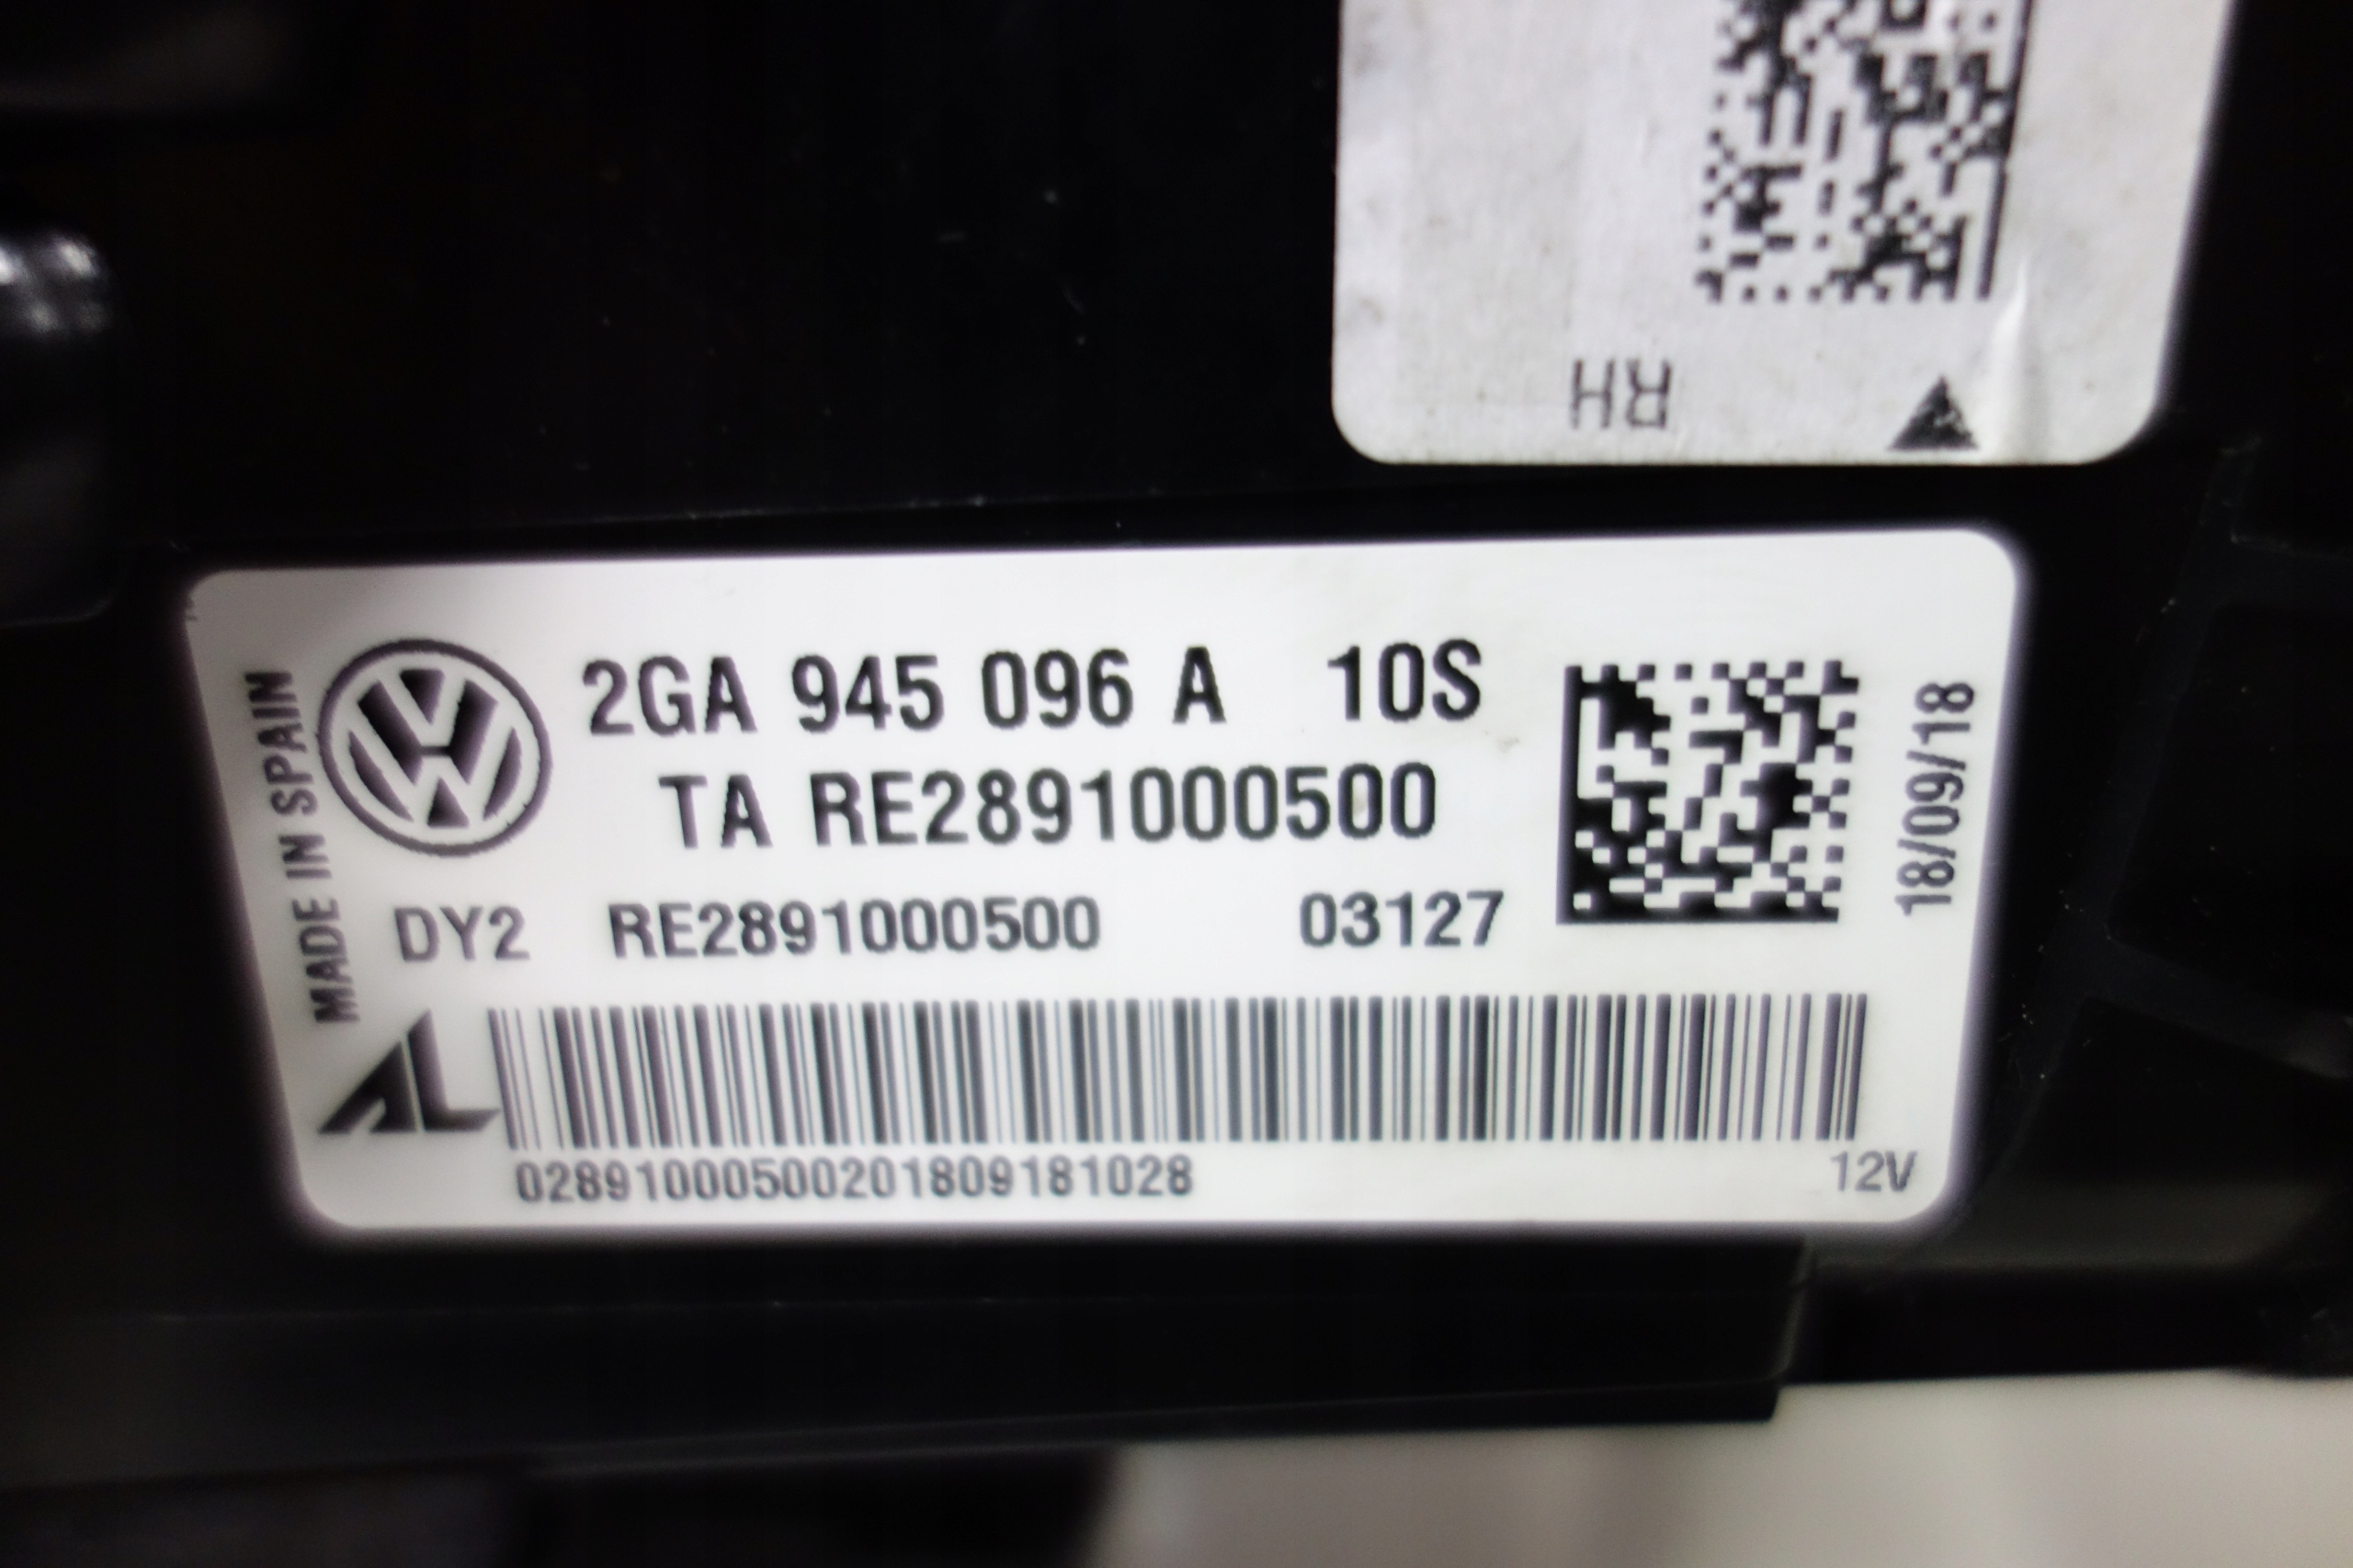 RH
MADE IN SPAIN
2GA 945 096 A 10S
TA RE2891000500
DY2 RE2891000500 03127
18/09/18
AL
02891000500201809181028
12V